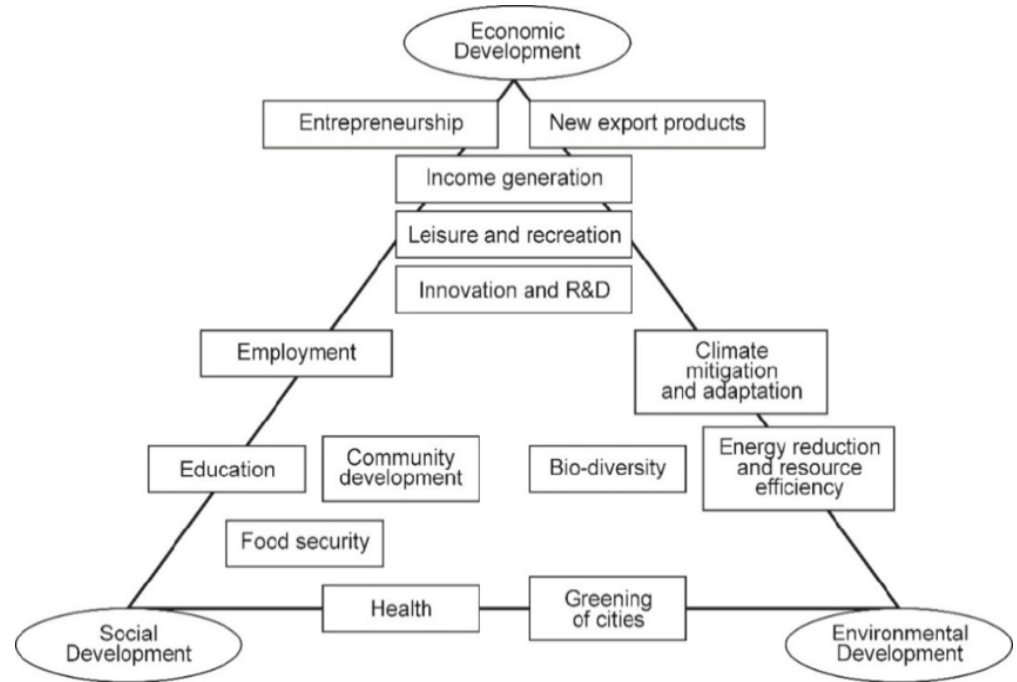 Economic
Development
Entrepreneurship
New export products
Income generation
Leisure and recreation
Innovation and R&D
Employment
Climate
mitigation
and adaptation
Education
Community
development
Bio-diversity
Energy reduction
and resource
efficiency
Focd security
Health
Greening
of cities
Social
Development
Environmental
Development